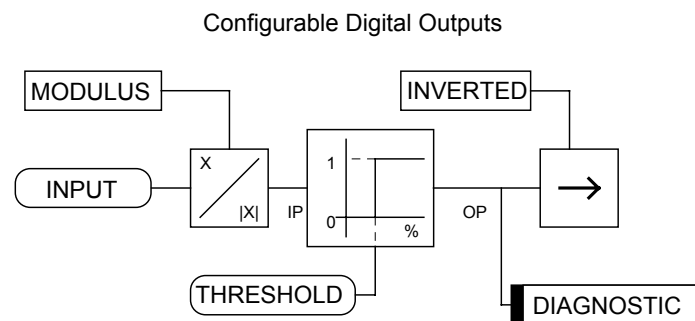 Configurable Digital Outputs
MODULUS
INVERTED
X
|X|
INPUT
IP
1
0
%
OP
THRESHOLD
DIAGNOSTIC